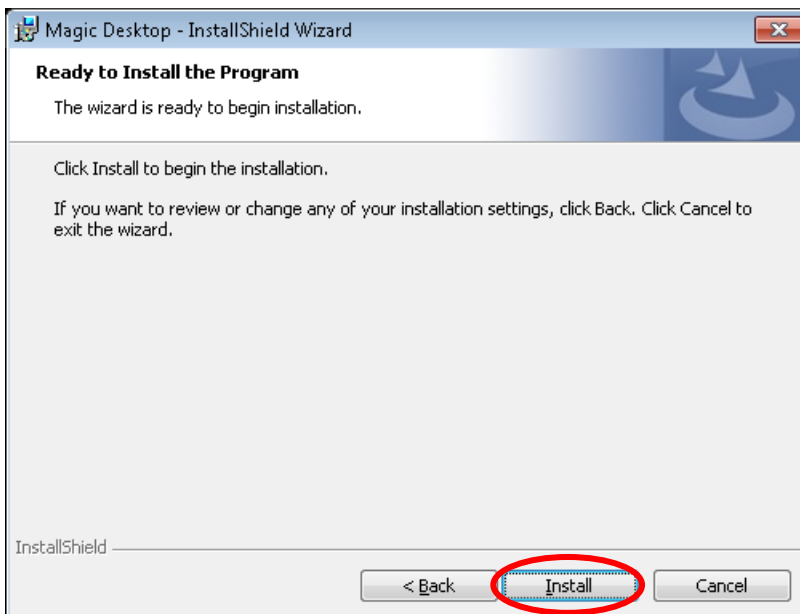 Magic Desktop - InstallShield Wizard
Ready to Install the Program
The wizard is ready to begin installation.
Click Install to begin the installation.
If you want to review or change any of your installation settings, click Back. Click Cancel to
exit the wizard.
InstallShield
< Back Install Cancel